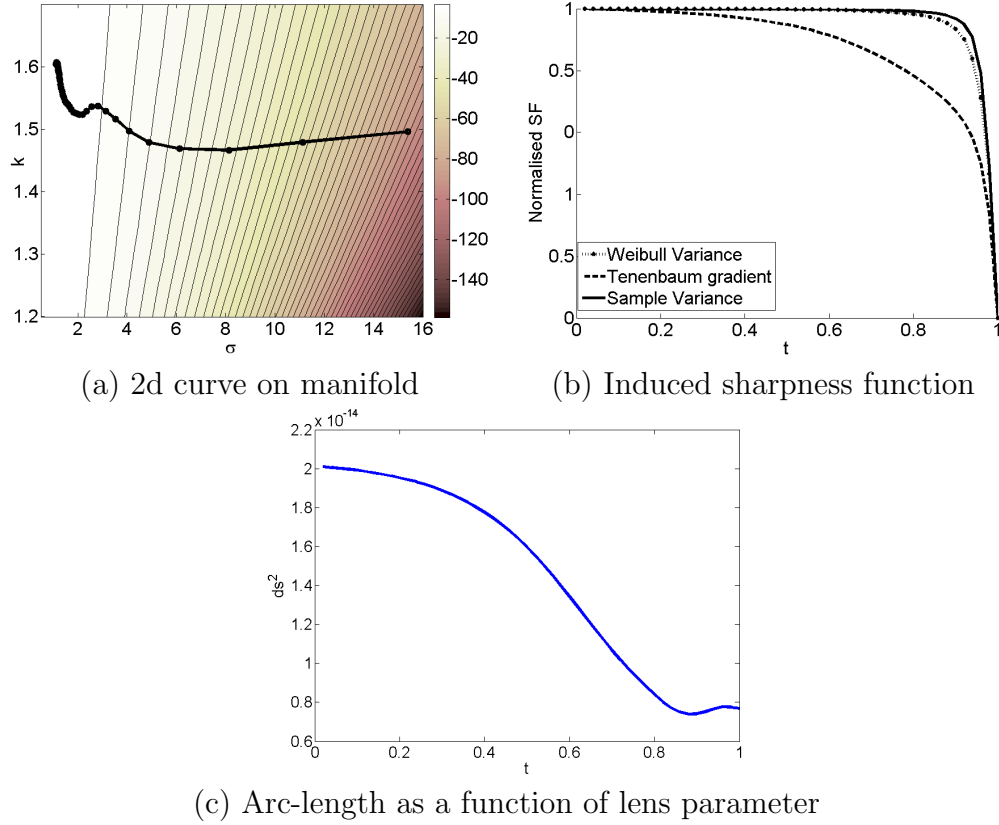 1.6
1.5
1.4
1.3
1.2
k
2 4 6 8 10 12 14 16
σ
-20
-40
-60
-80
-100
-120
-140
(a) 2d curve on manifold
1
0.5
0
1
0.5
0
Normalised SF
Weibull Variance
Tenenbaum gradient
Sample Variance
0.2 0.4 0.6 0.8 1
t
(b) Induced sharpness function
x 10^-14
2.2
2
1.8
1.6
1.4
1.2
1
0.8
0.6
ds²
0 0.2 0.4 0.6 0.8 1
t
(c) Arc-length as a function of lens parameter